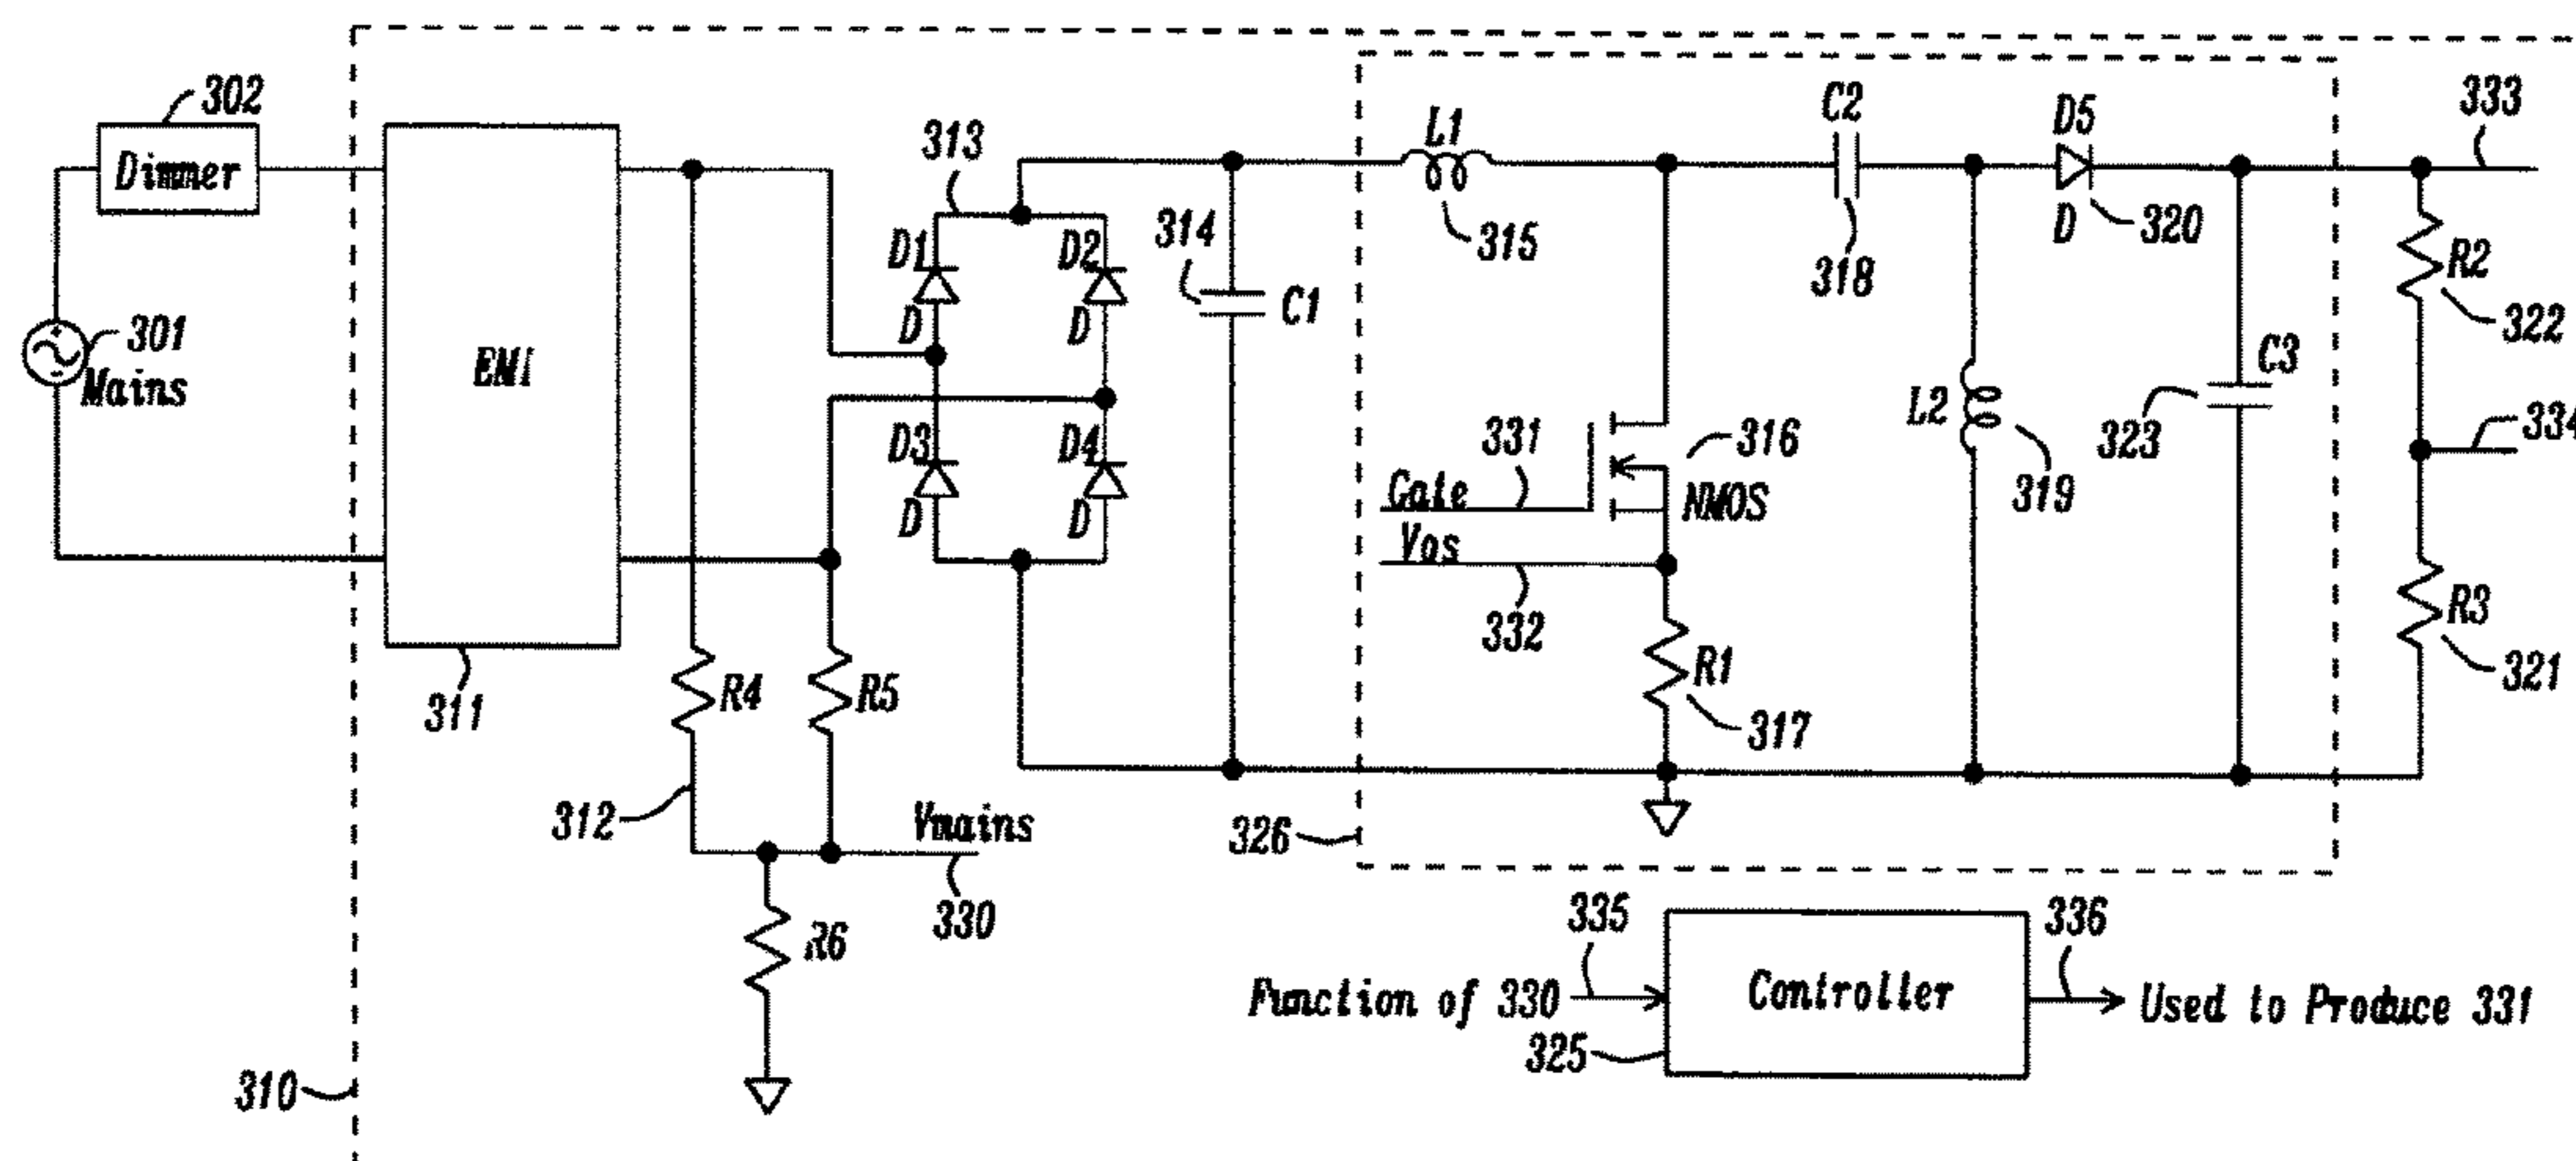 302
Dimmer
301
Mains
EMI
311
310
R4
R5
312
Vmains
330
R6
313
D1
D
D2
D
D3
D
D4
D
314
C1
326
L1
315
C2
318
D5
D
320
333
Gate
331
Vos
332
316
NMOS
R1
317
L2
319
C3
323
R2
322
334
R3
321
Function of 330
335
Controller
325
336
Used to Produce 331